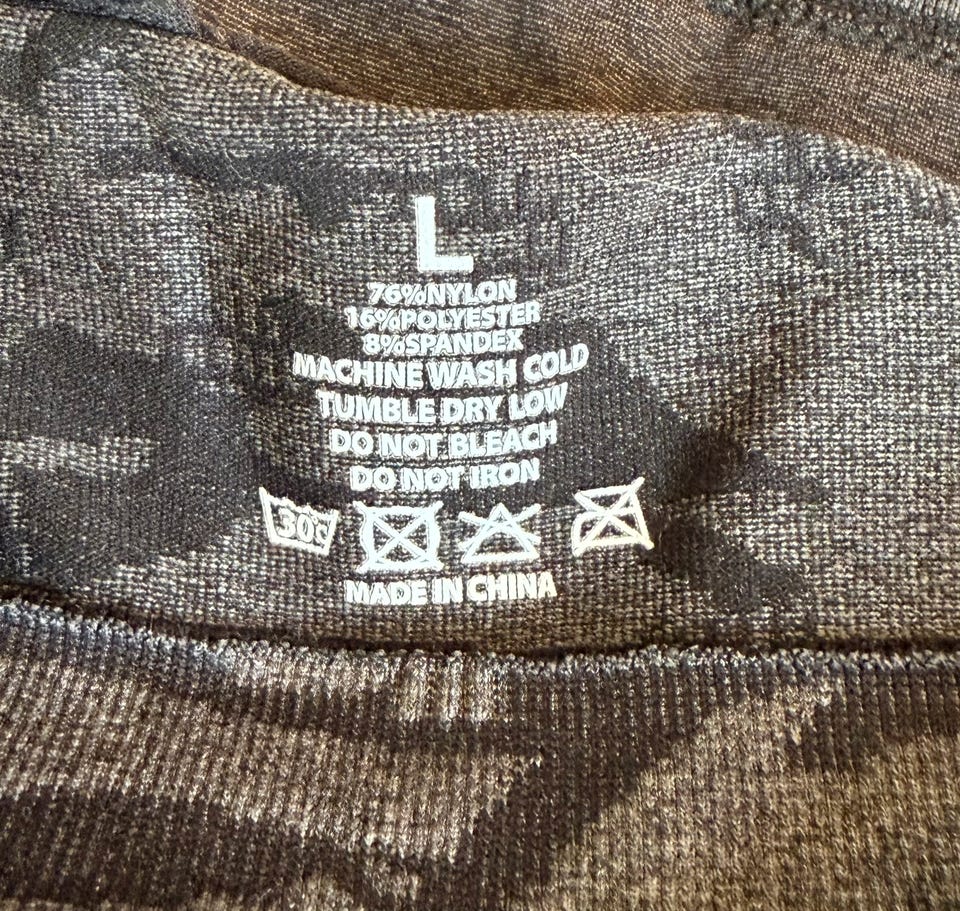 L
76%NYLON
16%POLYESTER
8%SPANDEX
MACHINE WASH COLD
TUMBLE DRY LOW
DO NOT BLEACH
DO NOT IRON
30°C
MADE IN CHINA